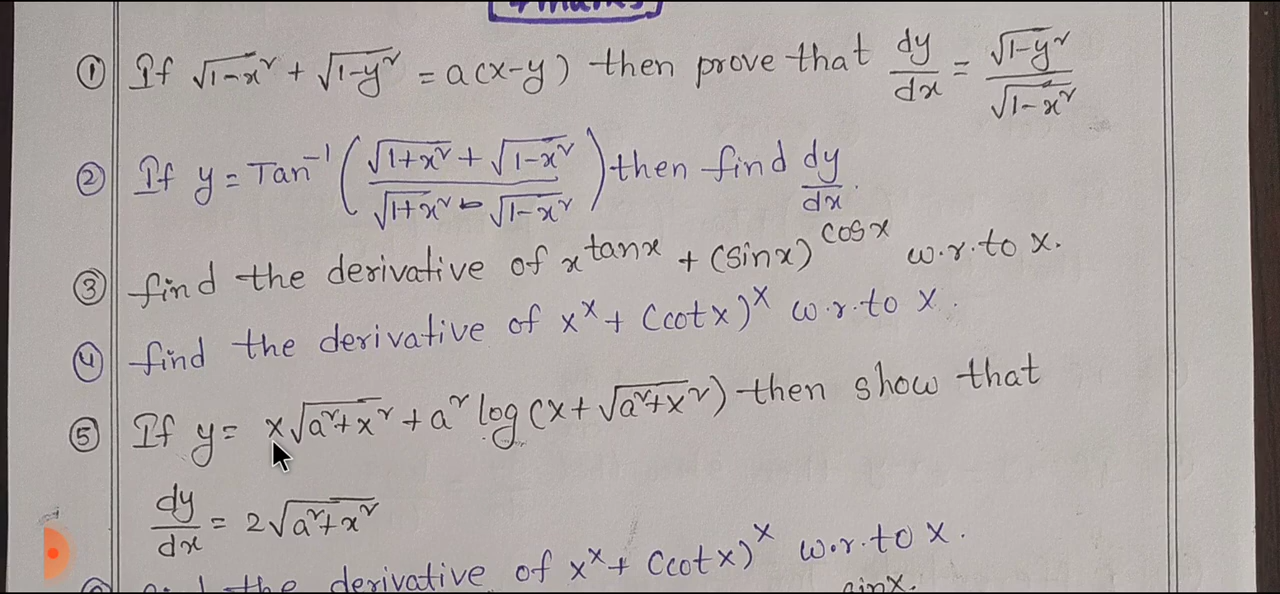 ① If √1-x² + √1-y² = a(x-y) then prove that dy/dx = √1-y²/√1-x²
② If y = Tan⁻¹ (√1+x² + √1-x² / √1+x² - √1-x²) then find dy/dx.
③ find the derivative of x^tanx + (sinx)^cosx w.r.to x.
④ find the derivative of x^x + (cotx)^x w.r.to x.
⑤ If y = x√a²+x² + a² log(x+√a²+x²) then show that
dy/dx = 2√a²+x²
the derivative of x^x + (cotx)^x w.r.to x.
sinx.